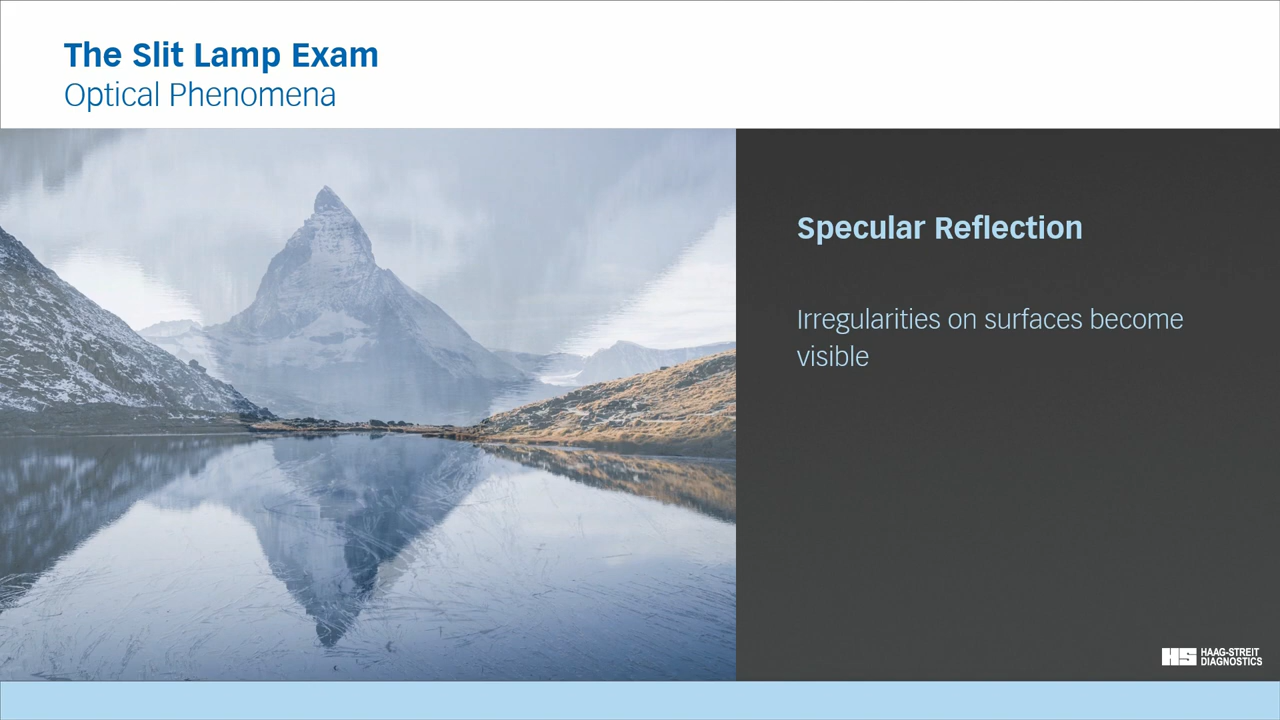 The Slit Lamp Exam
Optical Phenomena
Specular Reflection
Irregularities on surfaces become
visible
HS HAAG-STREIT
DIAGNOSTICS